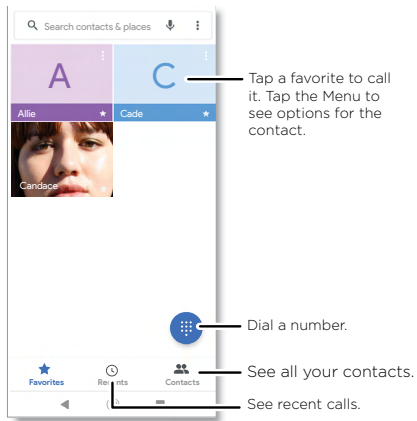 Search contacts & places
A
C
Tap a favorite to call
it. Tap the Menu to
see options for the
contact.
Allie
Cade
Candace
Dial a number.
Favorites
Recents
Contacts
See all your contacts.
See recent calls.